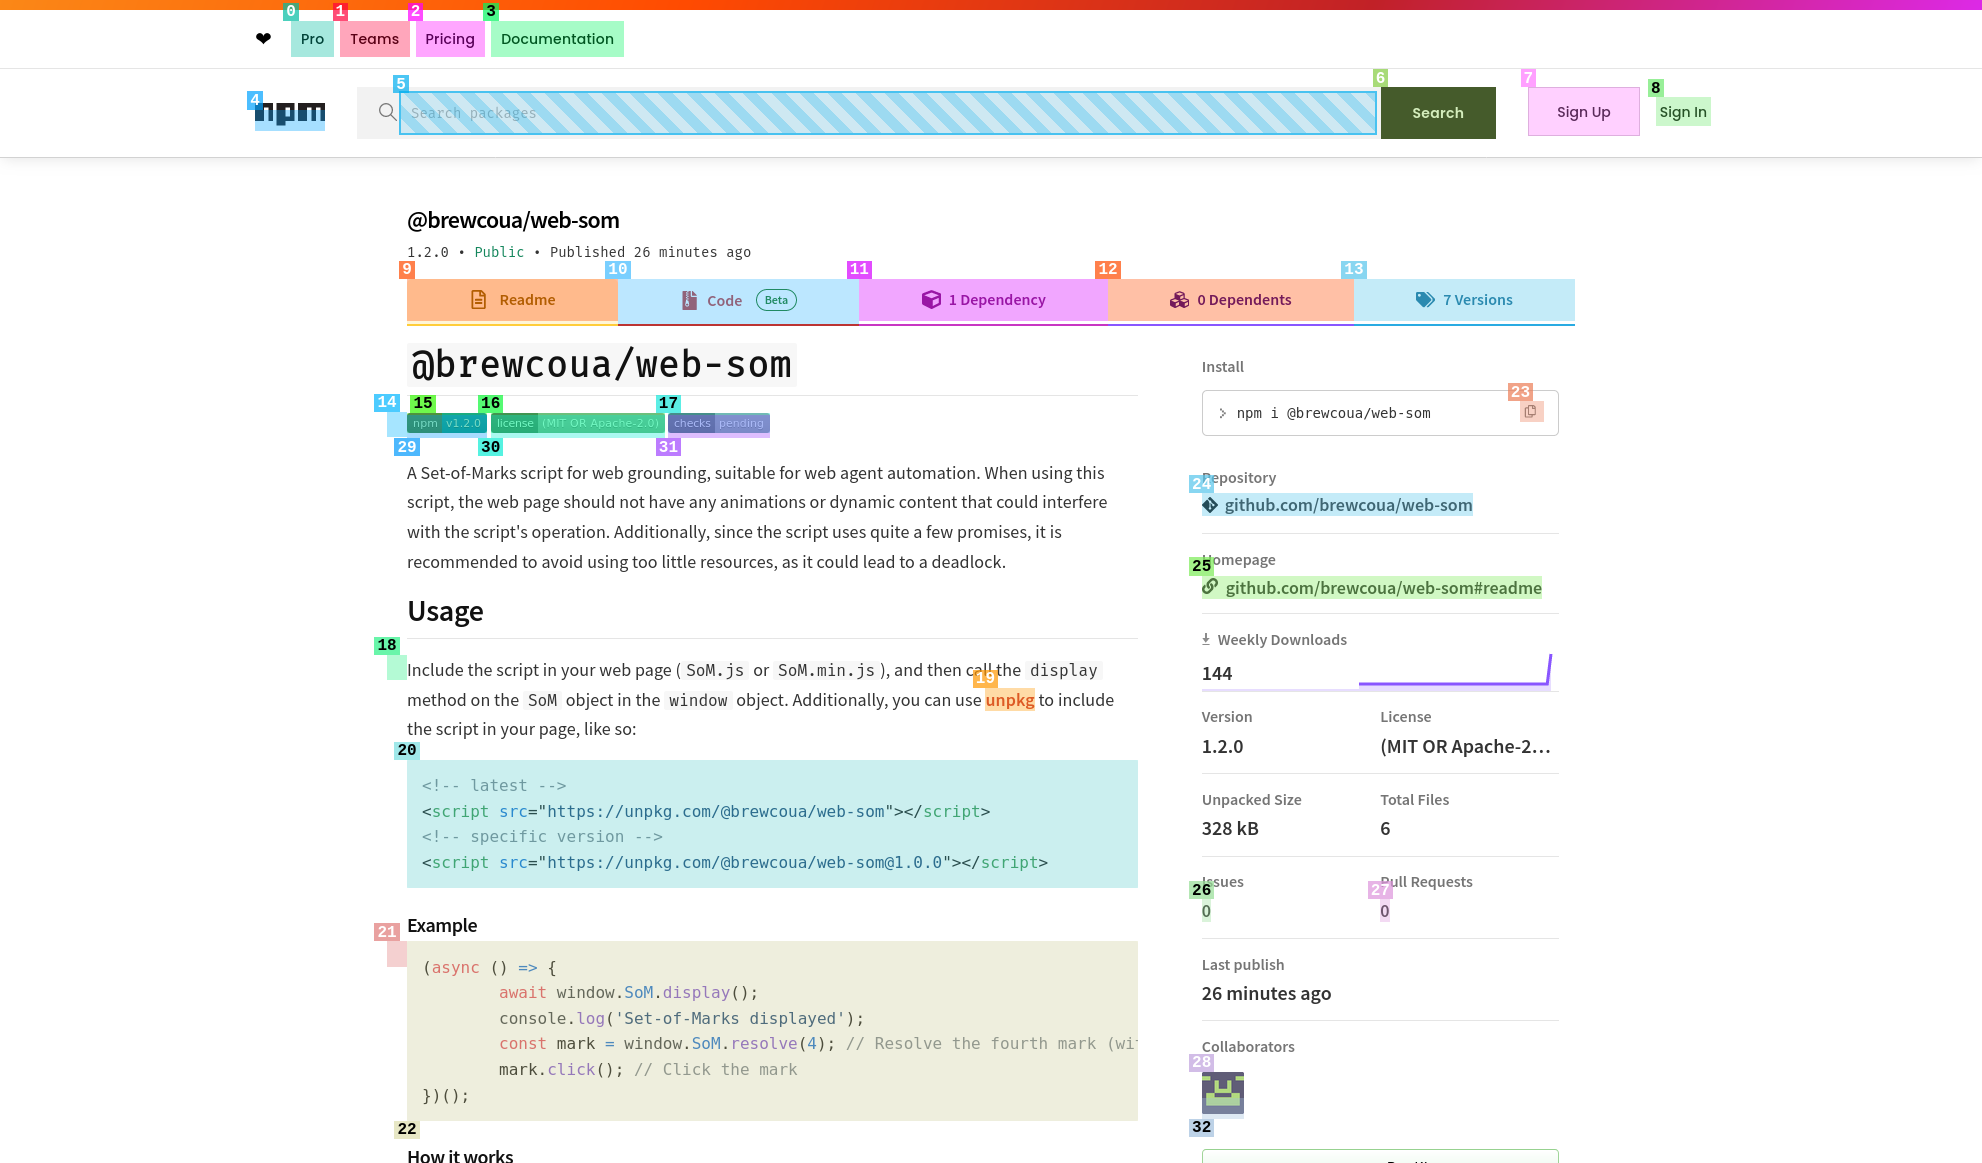 0 1 2 3
❤ Pro Teams Pricing Documentation
4 5 6 7 8
npm Search packages Search Sign Up Sign In
@brewcoua/web-som
1.2.0 • Public • Published 26 minutes ago
9 10 11 12 13
Readme Code Beta 1 Dependency 0 Dependents 7 Versions
@brewcoua/web-som
14 15 16 17
npm v1.2.0 license (MIT OR Apache-2.0) checks pending
29 30 31
A Set-of-Marks script for web grounding, suitable for web agent automation. When using this
script, the web page should not have any animations or dynamic content that could interfere
with the script's operation. Additionally, since the script uses quite a few promises, it is
recommended to avoid using too little resources, as it could lead to a deadlock.
Usage
18
Include the script in your web page ( SoM.js or SoM.min.js ), and then call the display
19
method on the SoM object in the window object. Additionally, you can use unpkg to include
the script in your page, like so:
20
<!-- latest -->
<script src="https://unpkg.com/@brewcoua/web-som"></script>
<!-- specific version -->
<script src="https://unpkg.com/@brewcoua/web-som@1.0.0"></script>
Example
21
(async () => {
await window.SoM.display();
console.log('Set-of-Marks displayed');
const mark = window.SoM.resolve(4); // Resolve the fourth mark (wi
mark.click(); // Click the mark
})();
22
How it works
Install
23
> npm i @brewcoua/web-som
Repository
24
github.com/brewcoua/web-som
Homepage
25
github.com/brewcoua/web-som#readme
Weekly Downloads
144
Version License
1.2.0 (MIT OR Apache-2…
Unpacked Size Total Files
328 kB 6
Issues Pull Requests
26 27
0 0
Last publish
26 minutes ago
Collaborators
28
32